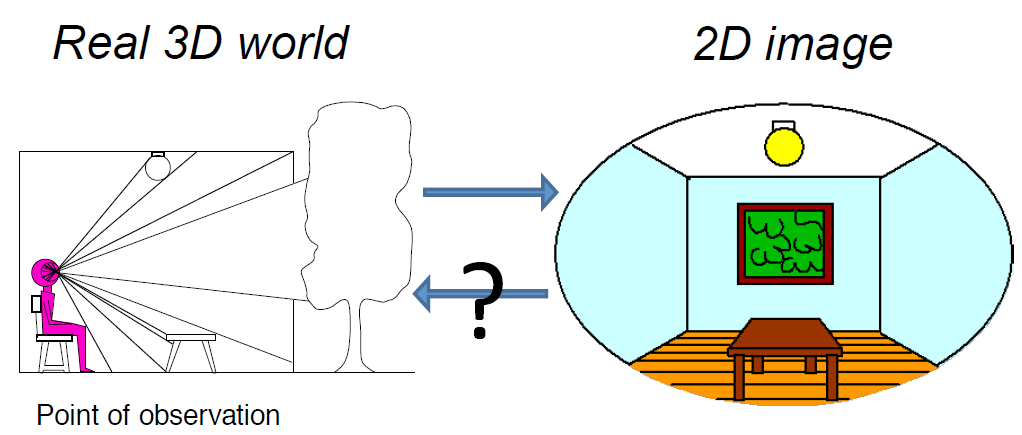 Real 3D world
2D image
?
Point of observation